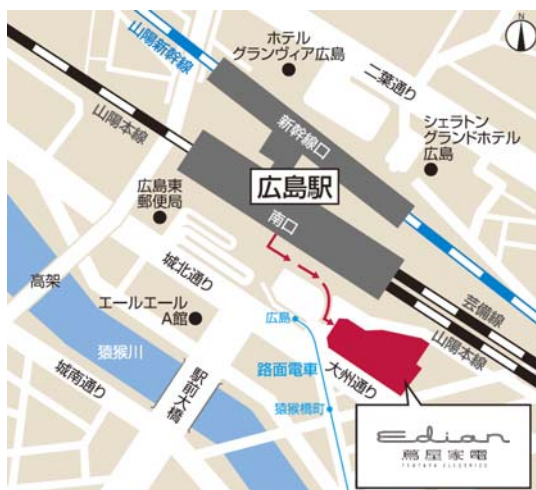 N
山陽新幹線
ホテル
グランヴィア広島
二葉通り
山陽本線
新幹線口
シェラトン
グランドホテル
広島
広島駅
広島東
郵便局
南口
城北通り
高架
エールエール
A館
広島
芸備線
山陽本線
猿猴川
路面電車
大州通り
城南通り
駅前大橋
猿猴橋町
Edian
蔦屋家電
TSUTAYA ELECTRICS